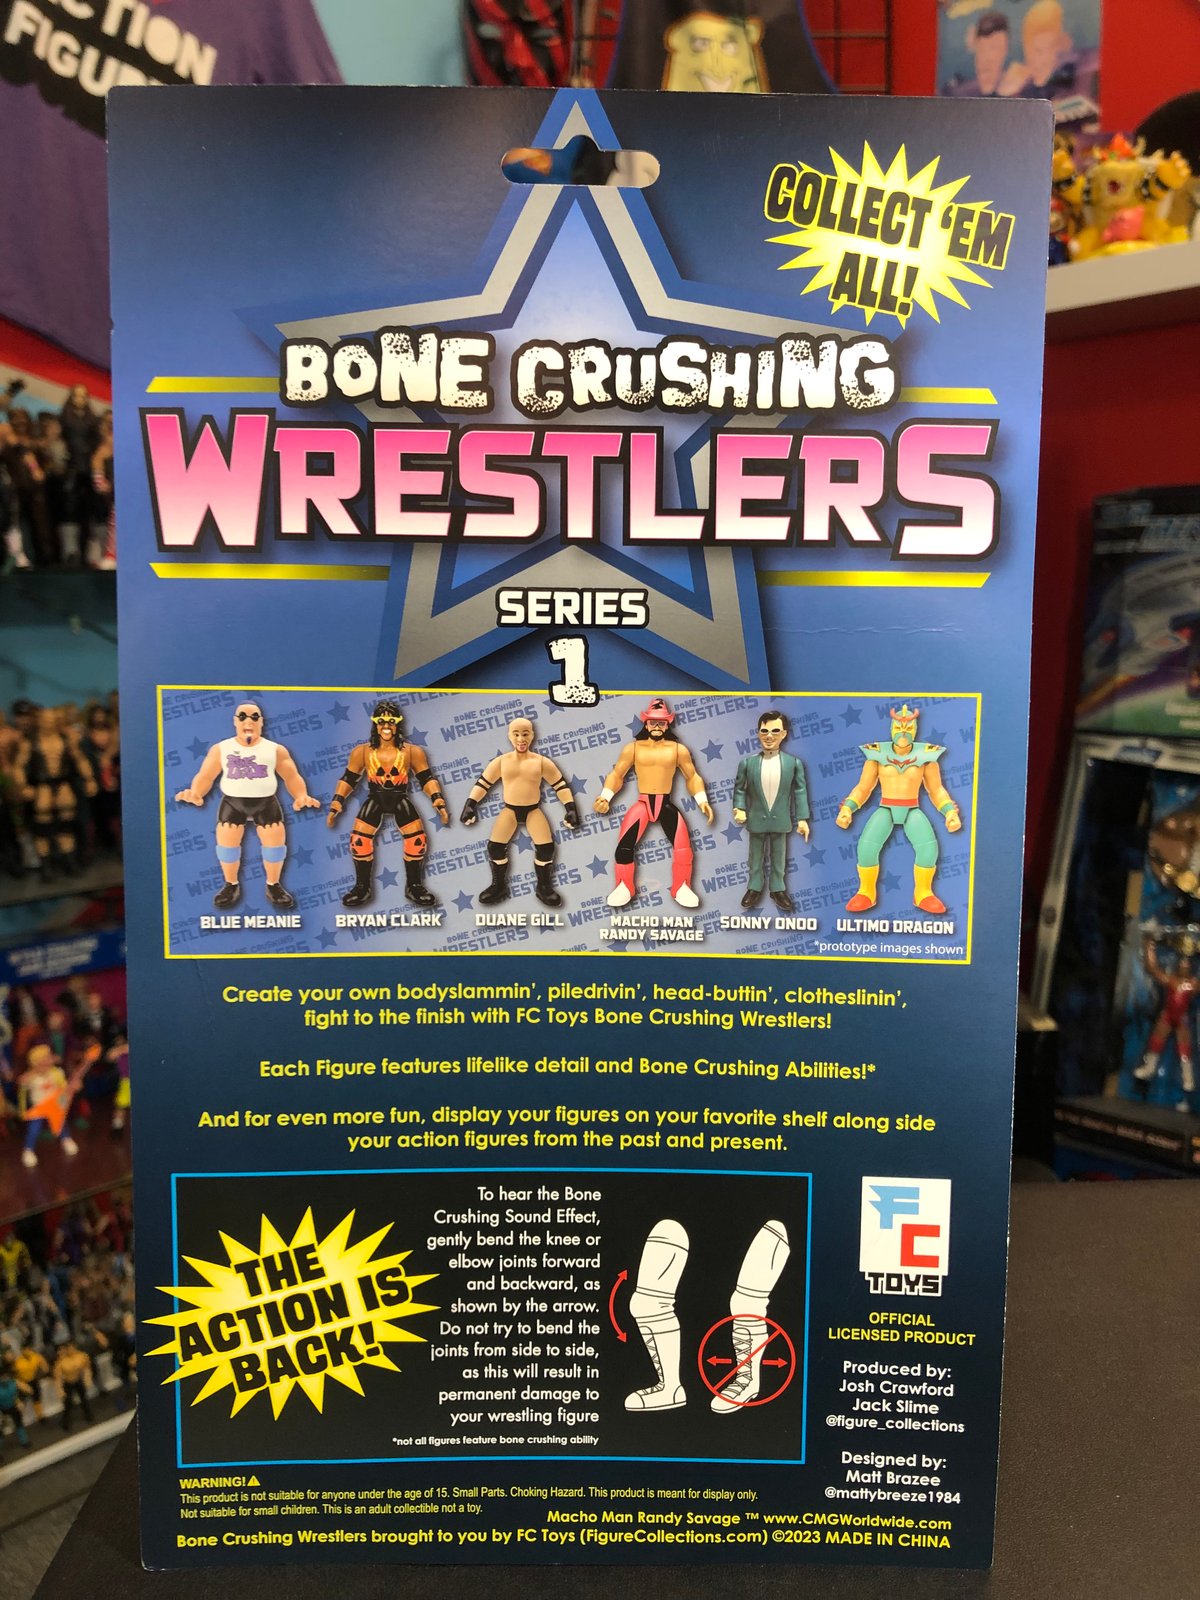 CTION
FIGUR
COLLECT 'EM
ALL!
BONE CRUSHING
WRESTLERS
SERIES
1
BLUE MEANIE
BRYAN CLARK
DUANE GILL
MACHO MAN
RANDY SAVAGE
SONNY ONOO
ULTIMO DRAGON
*prototype images shown
Create your own bodyslammin', piledrivin', head-buttin', clotheslinin',
fight to the finish with FC Toys Bone Crushing Wrestlers!
Each Figure features lifelike detail and Bone Crushing Abilities!*
And for even more fun, display your figures on your favorite shelf along side
your action figures from the past and present.
THE
ACTION IS
BACK!
To hear the Bone
Crushing Sound Effect,
gently bend the knee or
elbow joints forward
and backward, as
shown by the arrow.
Do not try to bend the
joints from side to side,
as this will result in
permanent damage to
your wrestling figure
*not all figures feature bone crushing ability
FC
TOYS
OFFICIAL
LICENSED PRODUCT
Produced by:
Josh Crawford
Jack Slime
@figure_collections
Designed by:
Matt Brazee
@mattybreeze1984
WARNING!
This product is not suitable for anyone under the age of 15. Small Parts. Choking Hazard. This product is meant for display only.
Not suitable for small children. This is an adult collectible not a toy.
Macho Man Randy Savage ™ www.CMGWorldwide.com
Bone Crushing Wrestlers brought to you by FC Toys (FigureCollections.com) ©2023 MADE IN CHINA